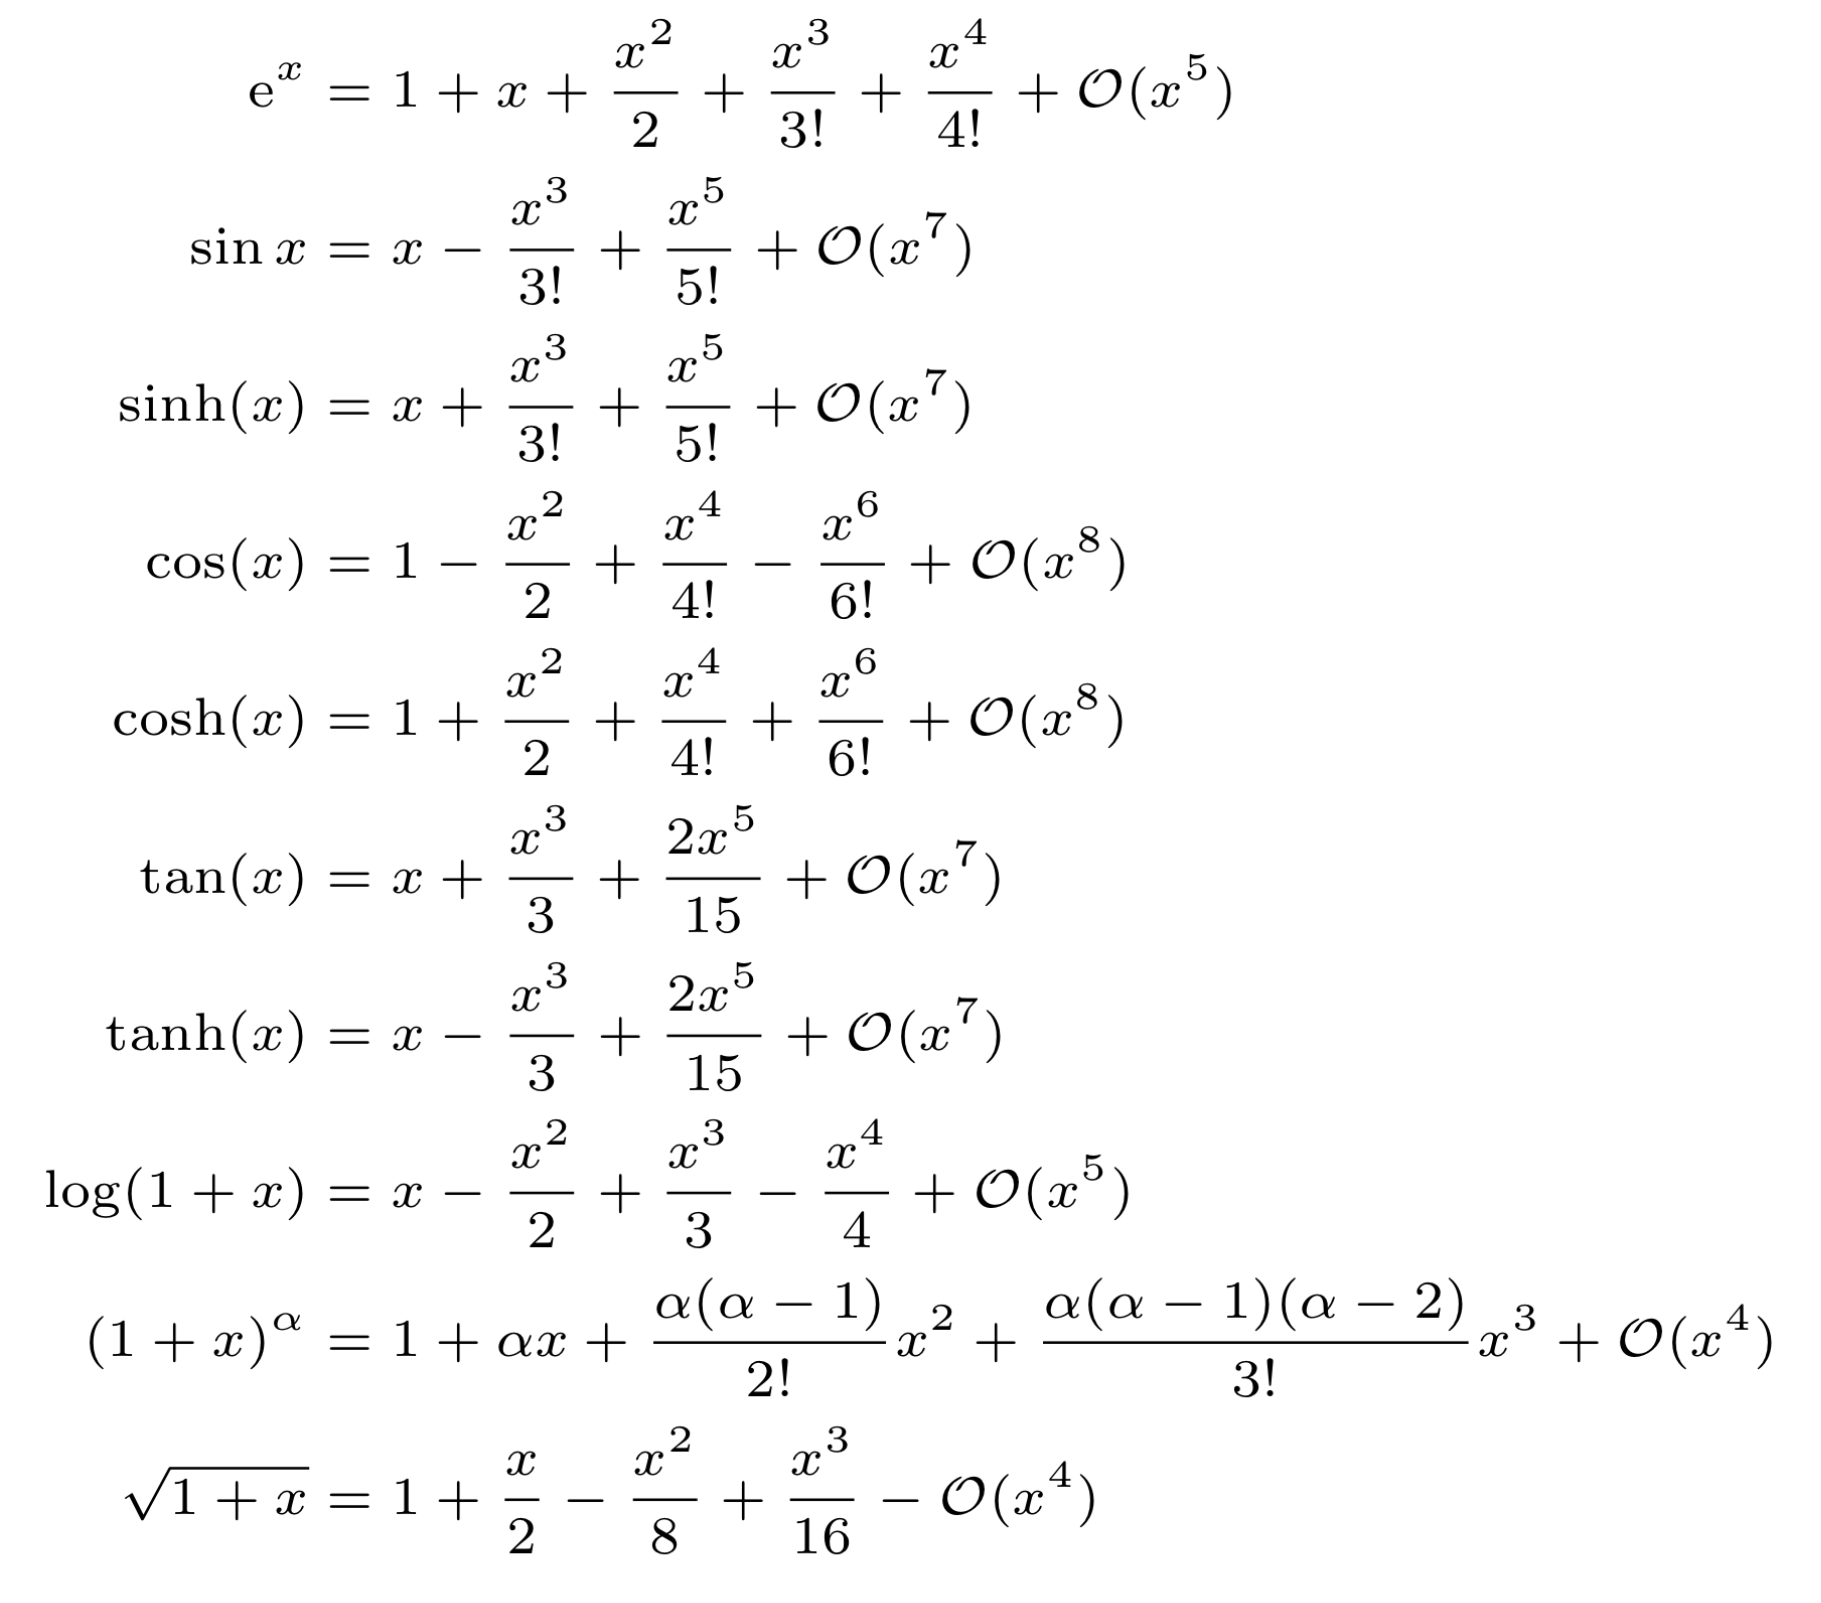 e^x = 1 + x + x^2/2 + x^3/3! + x^4/4! + 𝒪(x^5)
sin x = x − x^3/3! + x^5/5! + 𝒪(x^7)
sinh(x) = x + x^3/3! + x^5/5! + 𝒪(x^7)
cos(x) = 1 − x^2/2 + x^4/4! − x^6/6! + 𝒪(x^8)
cosh(x) = 1 + x^2/2 + x^4/4! + x^6/6! + 𝒪(x^8)
tan(x) = x + x^3/3 + 2x^5/15 + 𝒪(x^7)
tanh(x) = x − x^3/3 + 2x^5/15 + 𝒪(x^7)
log(1 + x) = x − x^2/2 + x^3/3 − x^4/4 + 𝒪(x^5)
(1 + x)^α = 1 + αx + α(α − 1)/2! x^2 + α(α − 1)(α − 2)/3! x^3 + 𝒪(x^4)
√(1 + x) = 1 + x/2 − x^2/8 + x^3/16 − 𝒪(x^4)